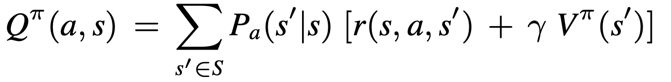 Q^π(a,s) = ∑_{s′∈S} P_a(s′|s) [r(s,a,s′) + γ V^π(s′)]